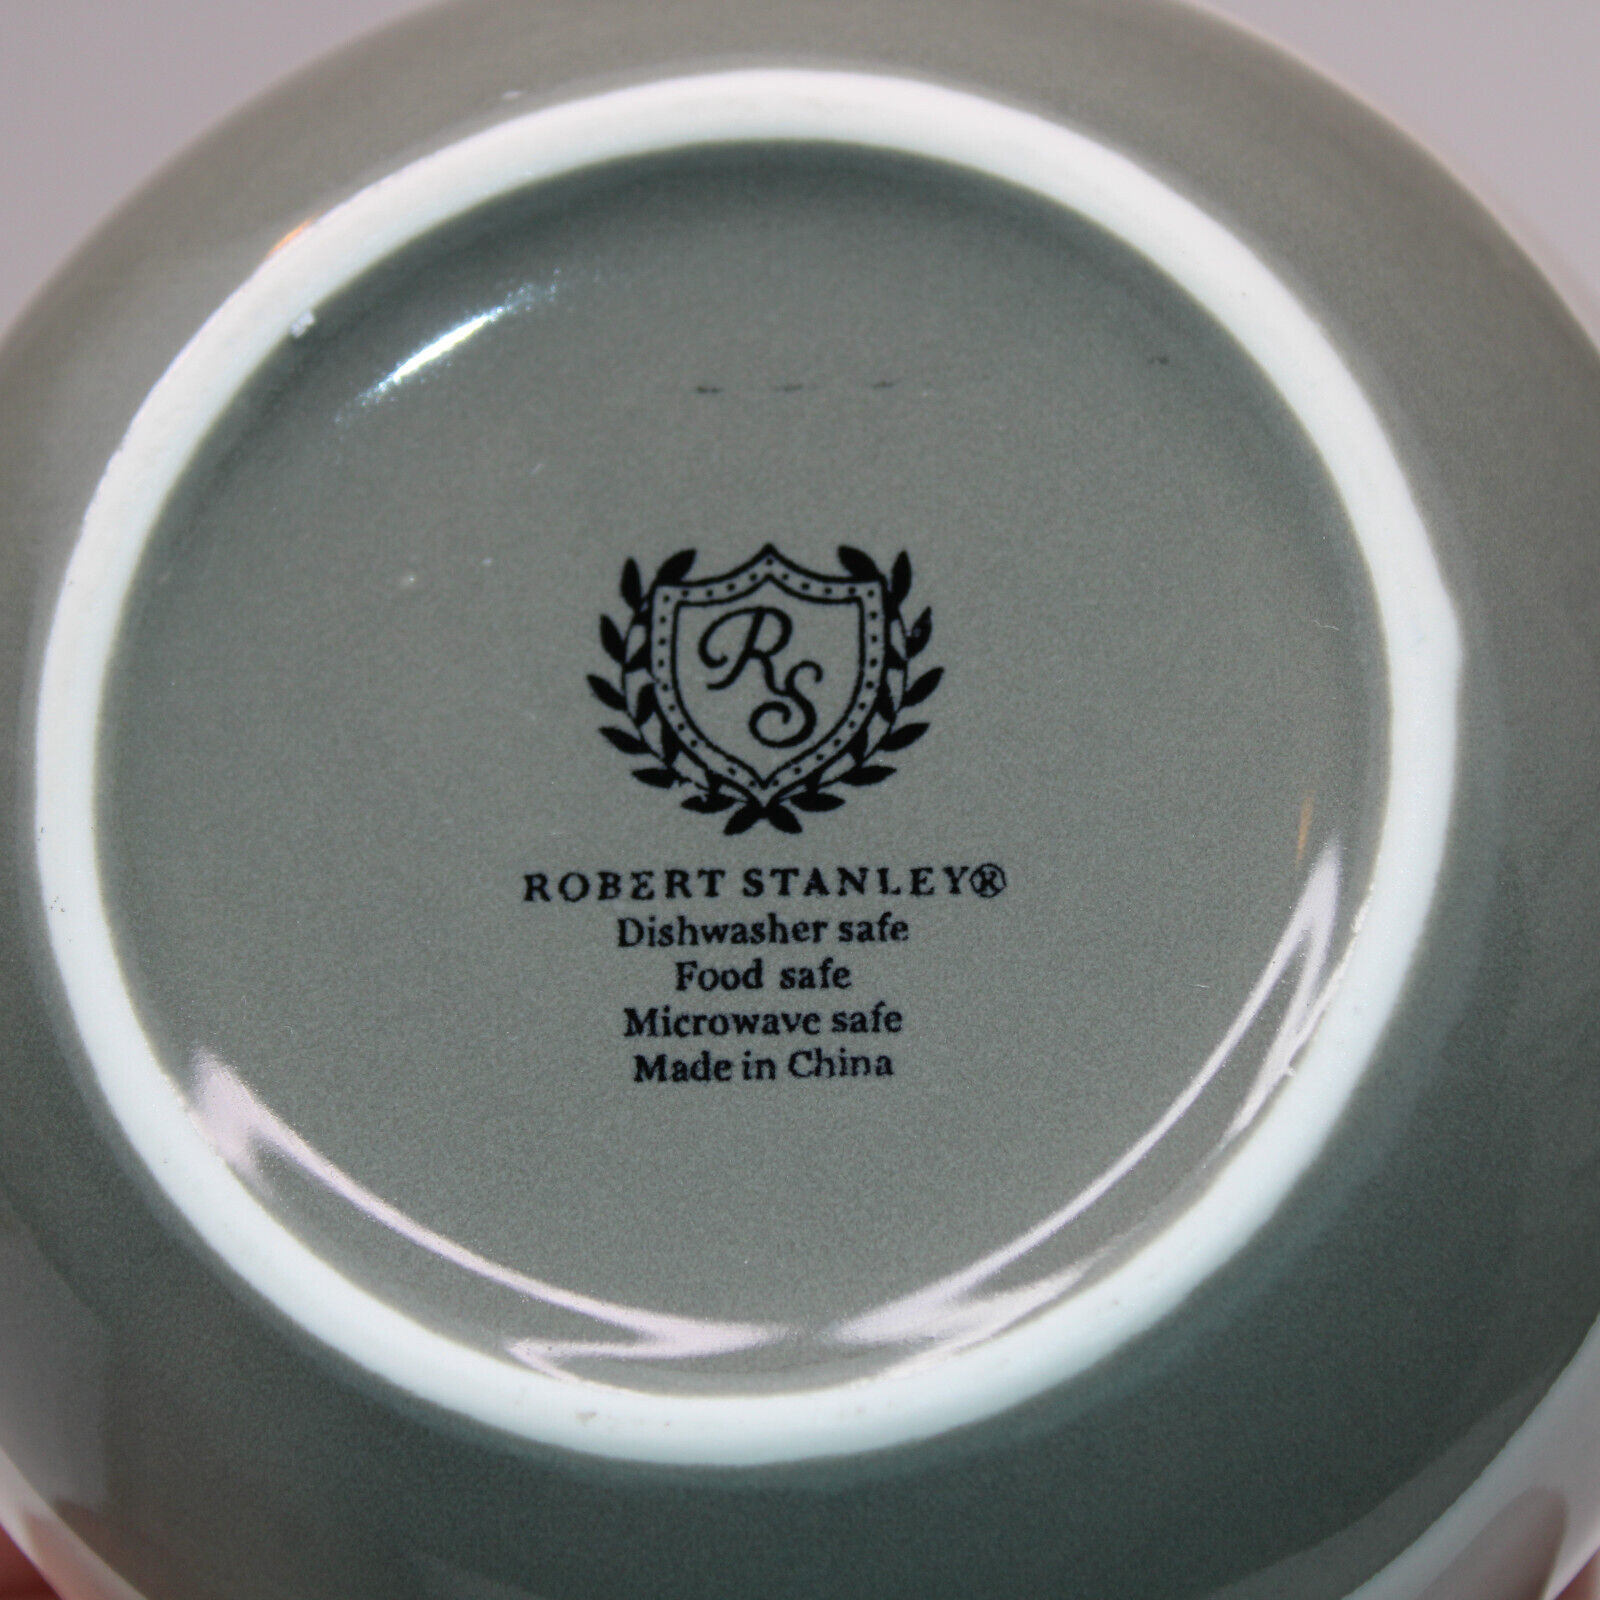 RS
ROBERT STANLEY®
Dishwasher safe
Food safe
Microwave safe
Made in China